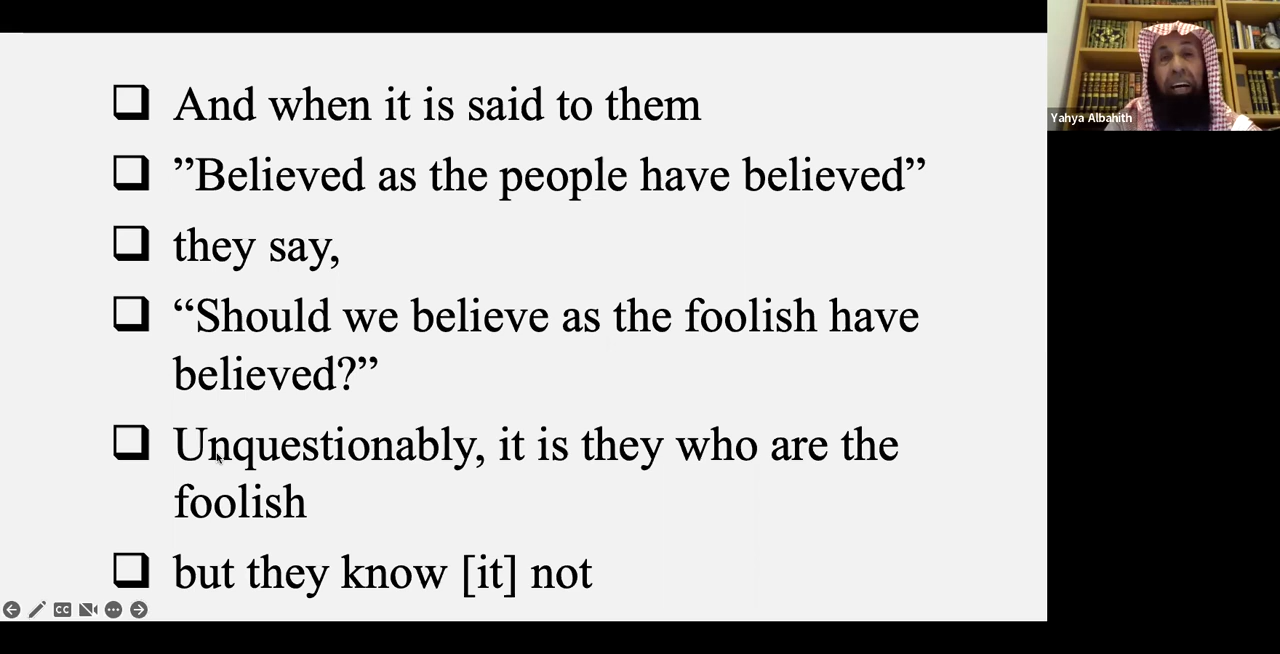 And when it is said to them
”Believed as the people have believed”
they say,
“Should we believe as the foolish have
believed?”
Unquestionably, it is they who are the
foolish
but they know [it] not
Yahya Albahith
CC